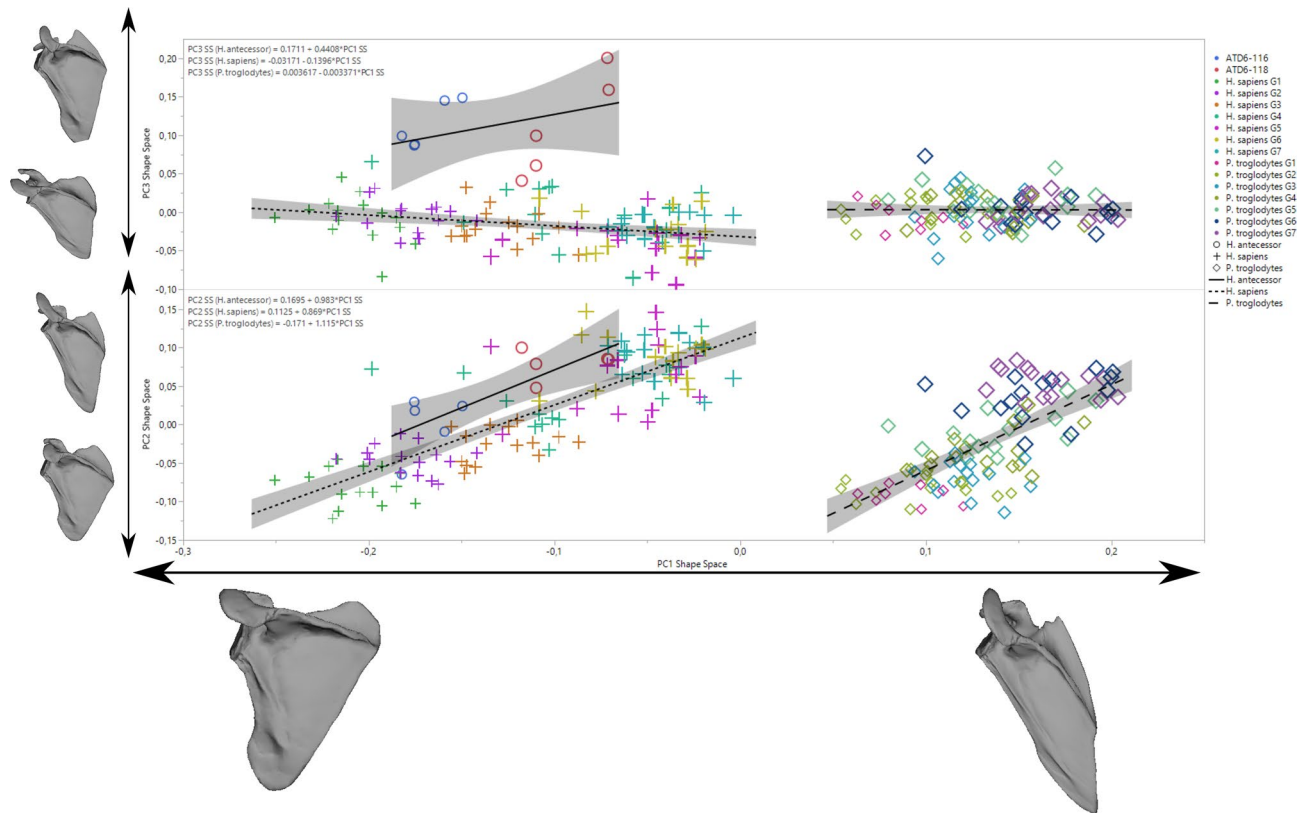 PC3 SS (H. antecessor) = 0.1711 + 0.4408*PC1 SS
PC3 SS (H. sapiens) = -0.03171 - 0.1396*PC1 SS
PC3 SS (P. troglodytes) = 0.003617 - 0.003371*PC1 SS
0,20
0,15
0,10
0,05
0,00
-0,05
-0,10
PC3 Shape Space
PC2 SS (H. antecessor) = 0.1695 + 0.983*PC1 SS
PC2 SS (H. sapiens) = 0.1125 + 0.869*PC1 SS
PC2 SS (P. troglodytes) = -0.171 + 1.115*PC1 SS
0,15
0,10
0,05
0,00
-0,05
-0,10
-0,15
PC2 Shape Space
-0,3
-0,2
-0,1
0,0
0,1
0,2
PC1 Shape Space
ATD6-116
ATD6-118
H. sapiens G1
H. sapiens G2
H. sapiens G3
H. sapiens G4
H. sapiens G5
H. sapiens G6
H. sapiens G7
P. troglodytes G1
P. troglodytes G2
P. troglodytes G3
P. troglodytes G4
P. troglodytes G5
P. troglodytes G6
P. troglodytes G7
H. antecessor
H. sapiens
P. troglodytes
H. antecessor
H. sapiens
P. troglodytes